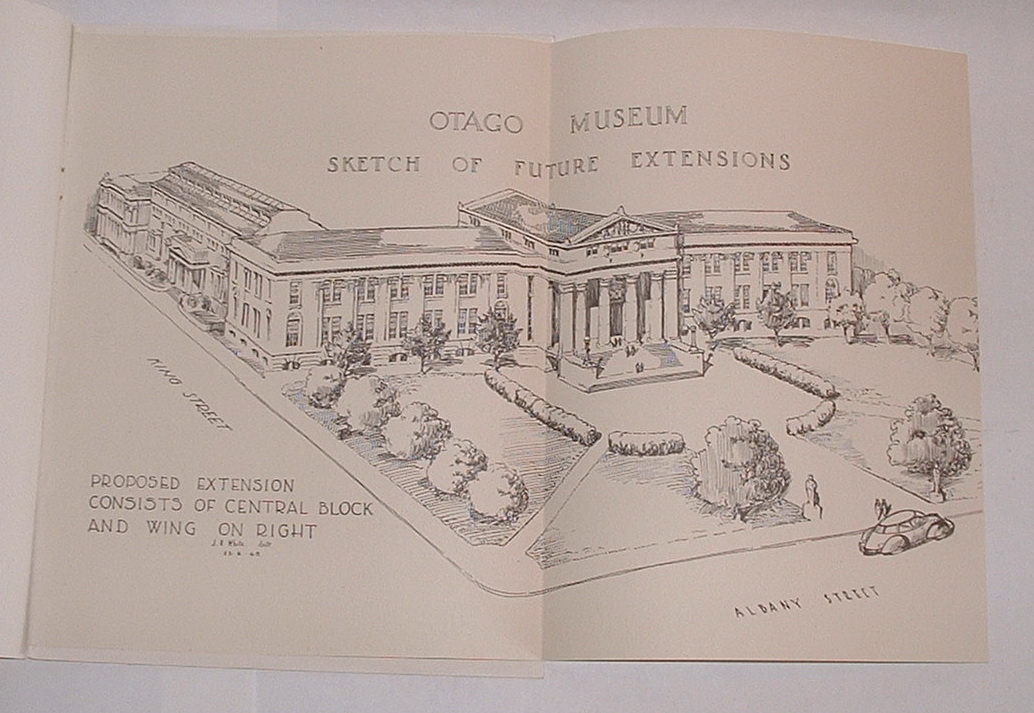 OTAGO MUSEUM
SKETCH OF FUTURE EXTENSIONS
KING STREET
PROPOSED EXTENSION
CONSISTS OF CENTRAL BLOCK
AND WING ON RIGHT
ALBANY STREET